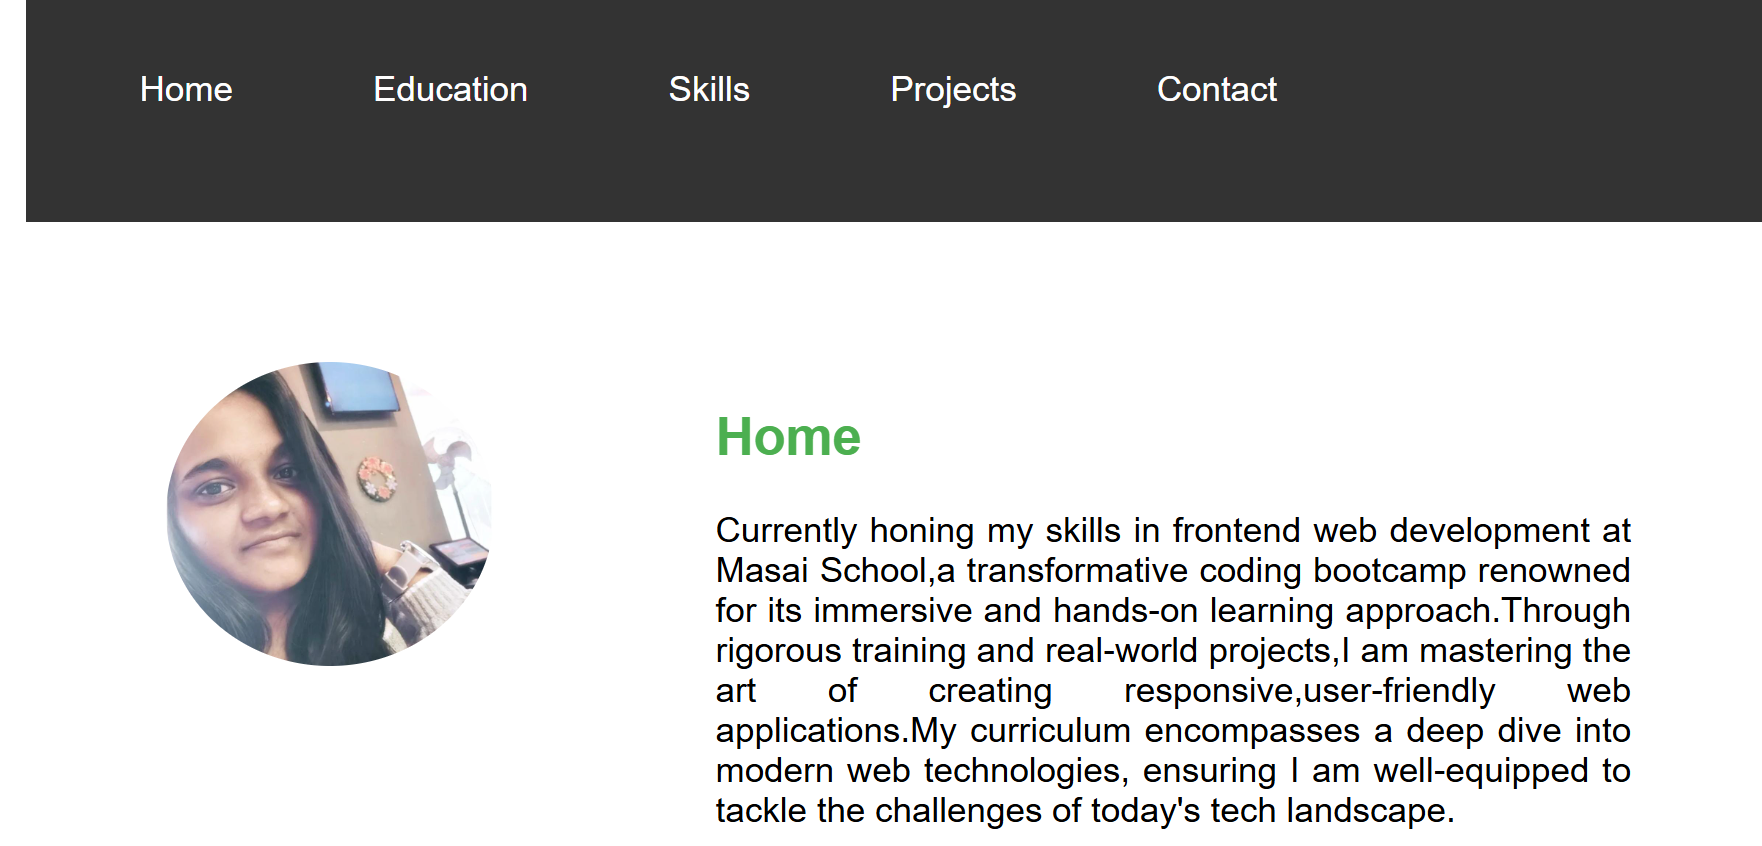 Home Education Skills Projects Contact
Home
Currently honing my skills in frontend web development at
Masai School,a transformative coding bootcamp renowned
for its immersive and hands-on learning approach.Through
rigorous training and real-world projects,I am mastering the
art of creating responsive,user-friendly web
applications.My curriculum encompasses a deep dive into
modern web technologies, ensuring I am well-equipped to
tackle the challenges of today's tech landscape.